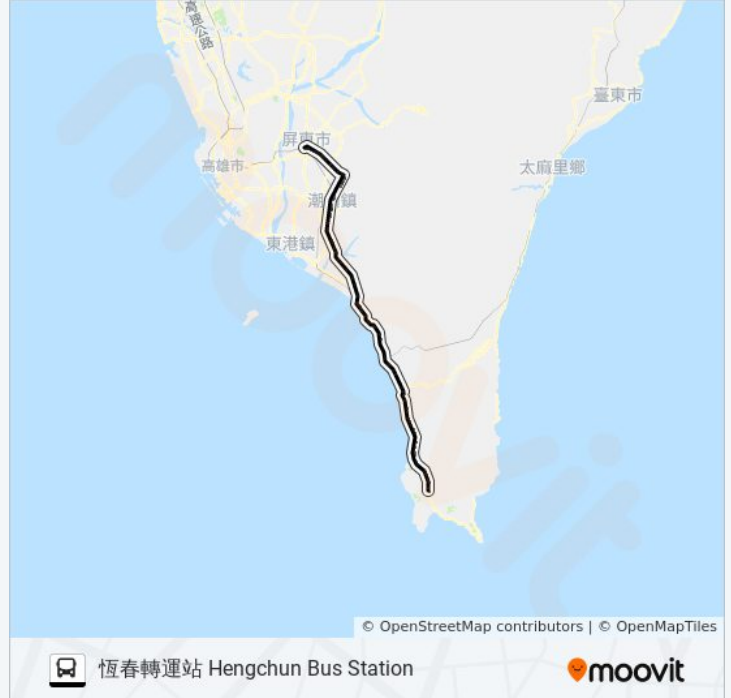 高速公路
臺東市
屏東市
高雄市
太麻里鄉
潮州鎮
東港鎮
© OpenStreetMap contributors | © OpenMapTiles
恆春轉運站 Hengchun Bus Station
moovit
moovit